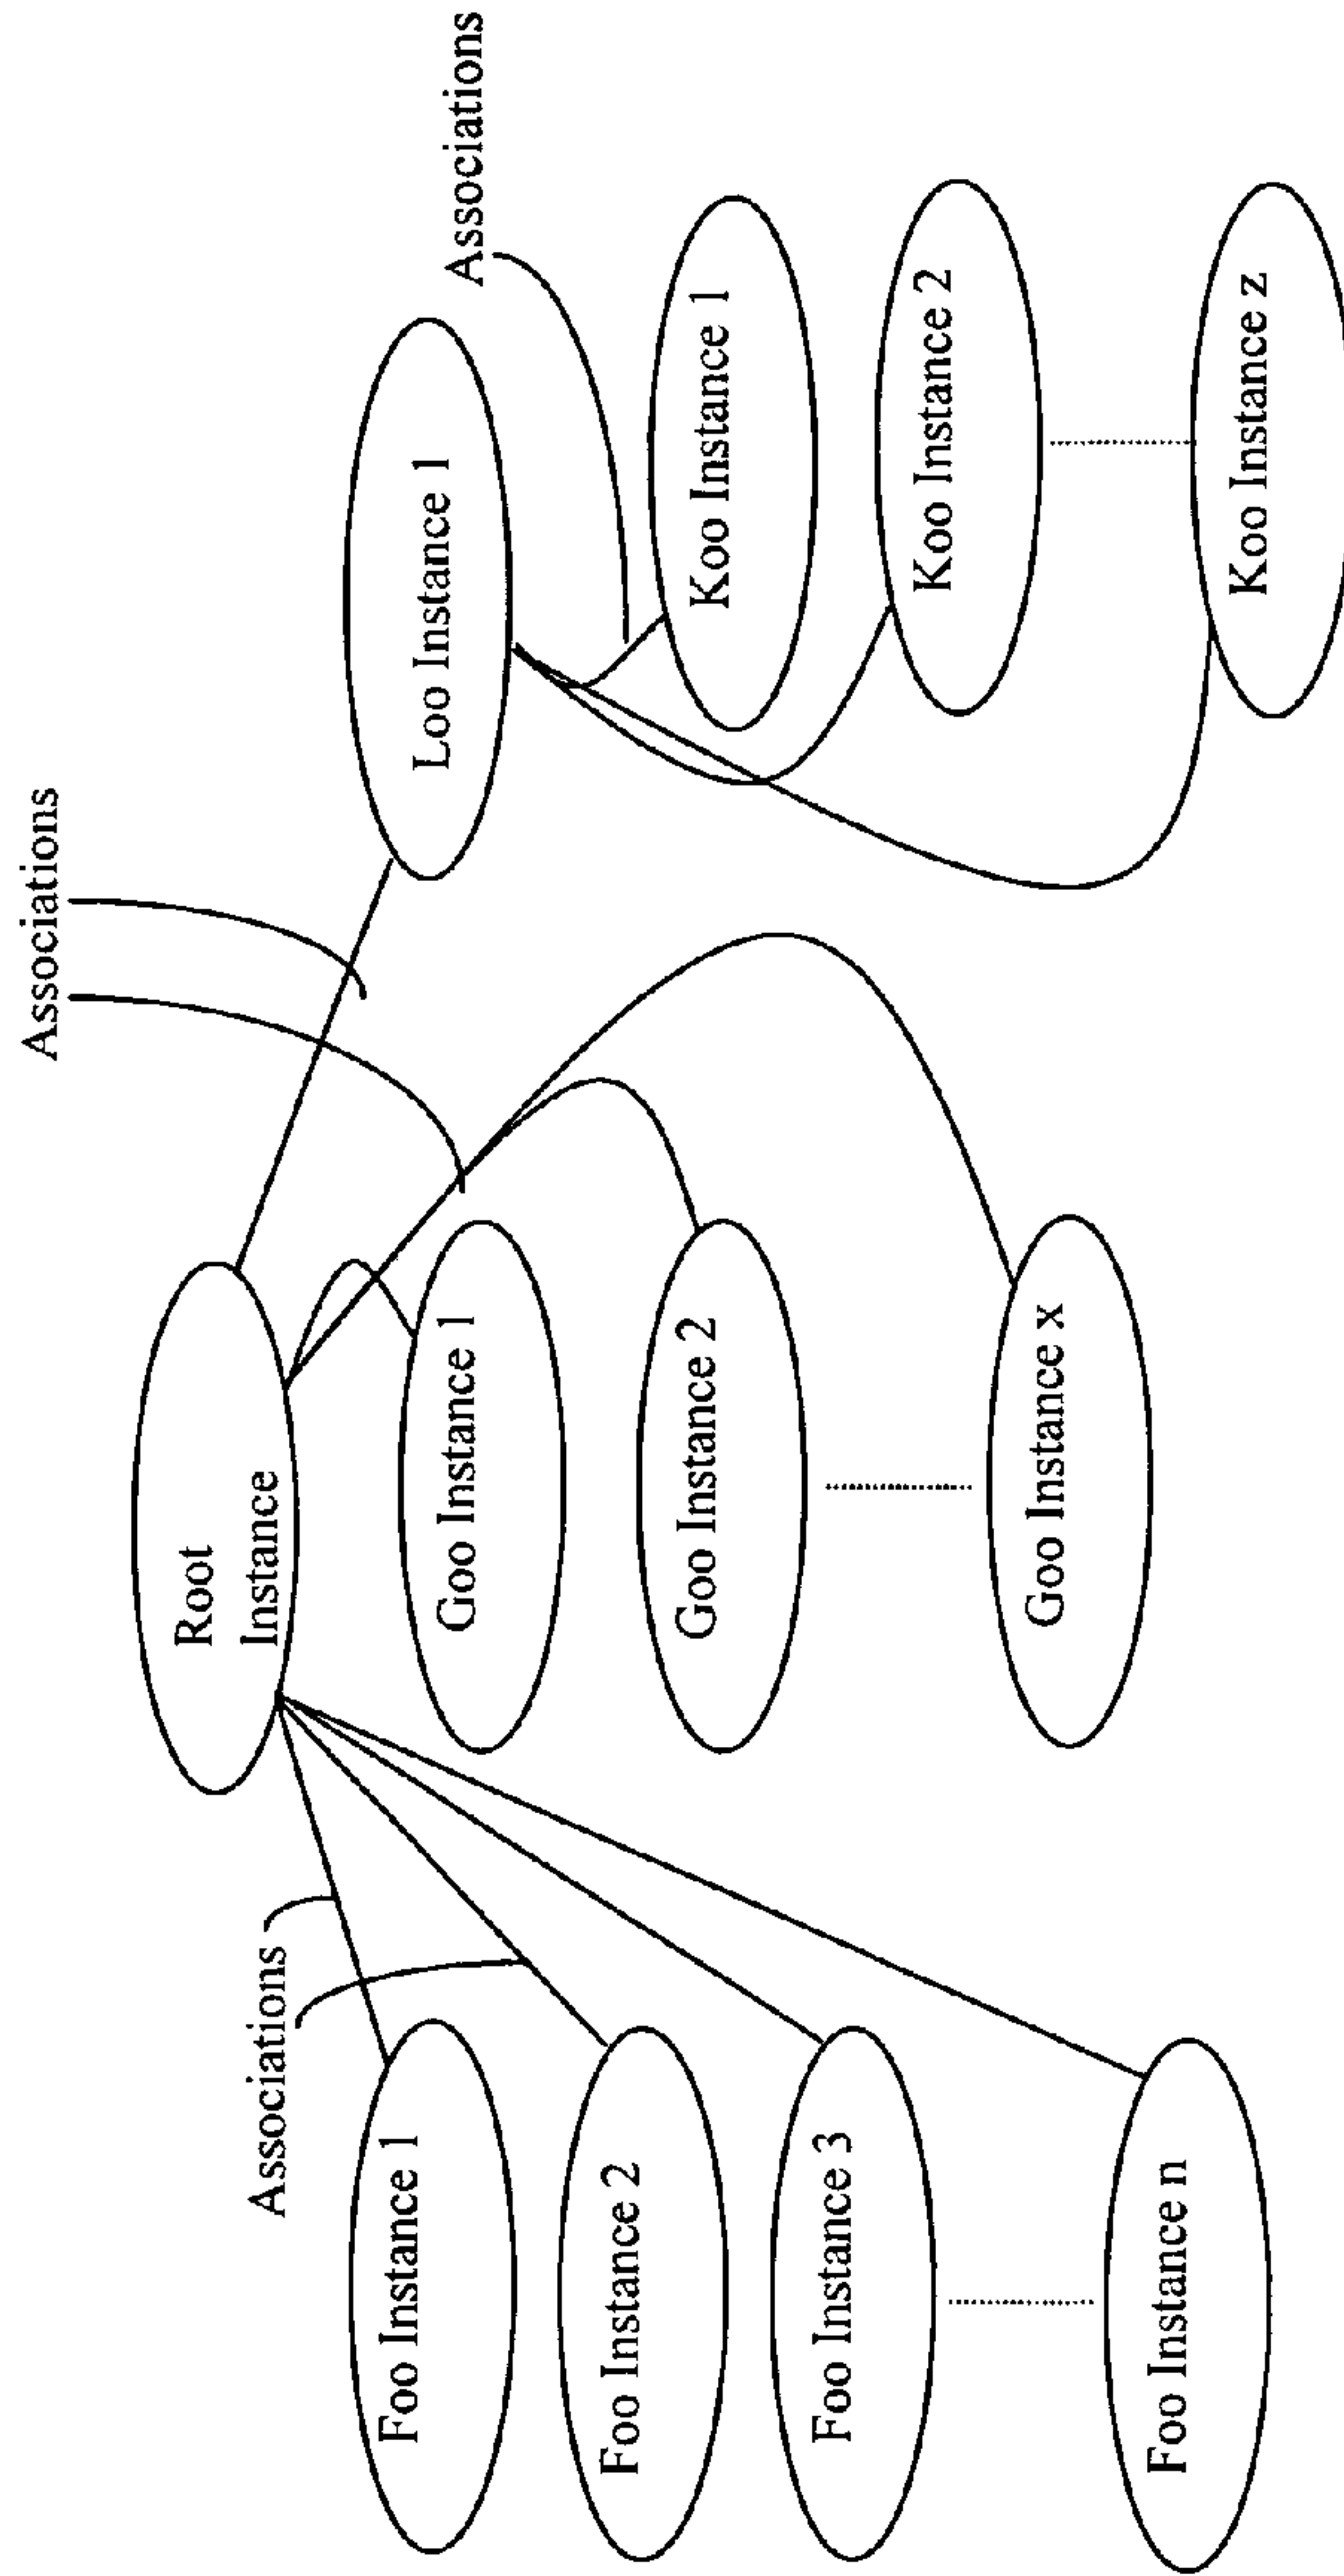 Associations
Associations
Root
Instance
Associations
Foo Instance 1
Goo Instance 1
Loo Instance 1
Foo Instance 2
Goo Instance 2
Koo Instance 1
Foo Instance 3
Koo Instance 2
Foo Instance n
Goo Instance x
Koo Instance z